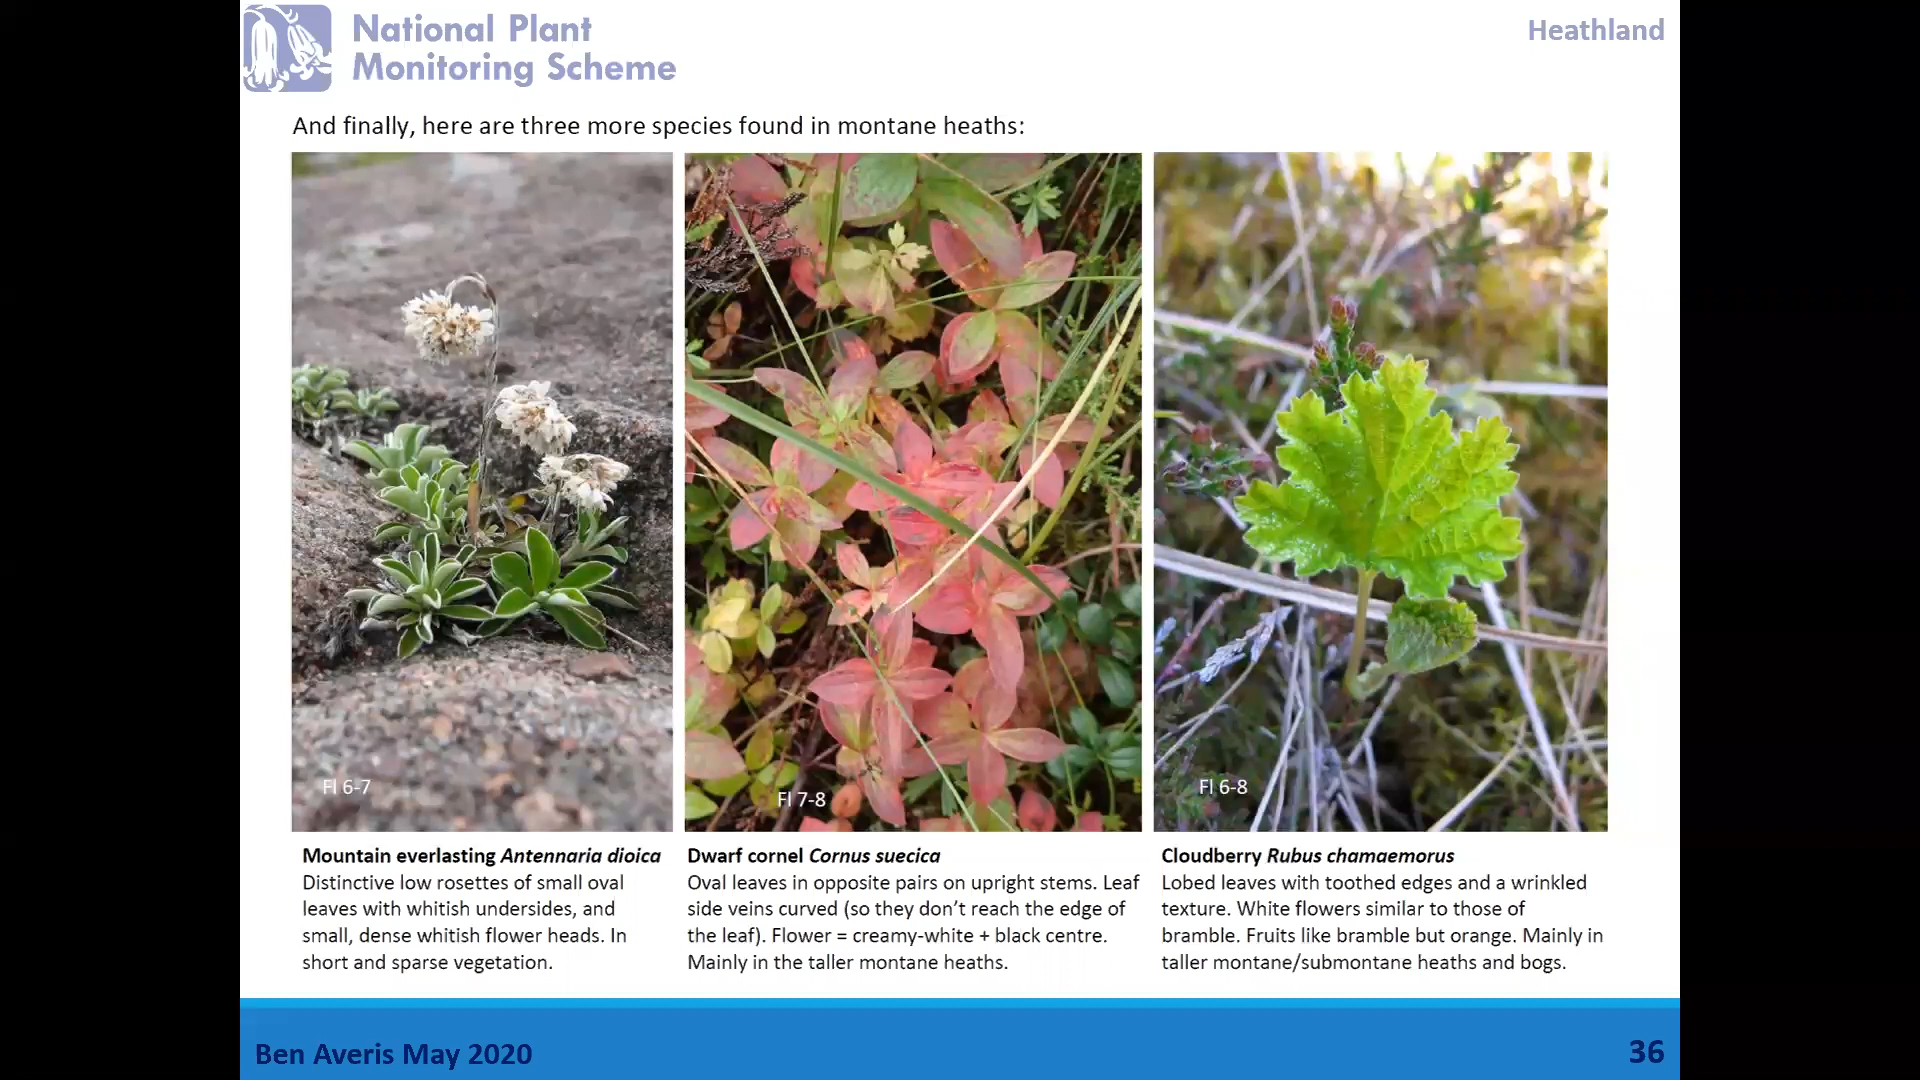 National Plant
Monitoring Scheme
Heathland
And finally, here are three more species found in montane heaths:
Fl 6-7
Fl 7-8
Fl 6-8
Mountain everlasting Antennaria dioica
Distinctive low rosettes of small oval
leaves with whitish undersides, and
small, dense whitish flower heads. In
short and sparse vegetation.
Dwarf cornel Cornus suecica
Oval leaves in opposite pairs on upright stems. Leaf
side veins curved (so they don’t reach the edge of
the leaf). Flower = creamy-white + black centre.
Mainly in the taller montane heaths.
Cloudberry Rubus chamaemorus
Lobed leaves with toothed edges and a wrinkled
texture. White flowers similar to those of
bramble. Fruits like bramble but orange. Mainly in
taller montane/submontane heaths and bogs.
Ben Averis May 2020
36